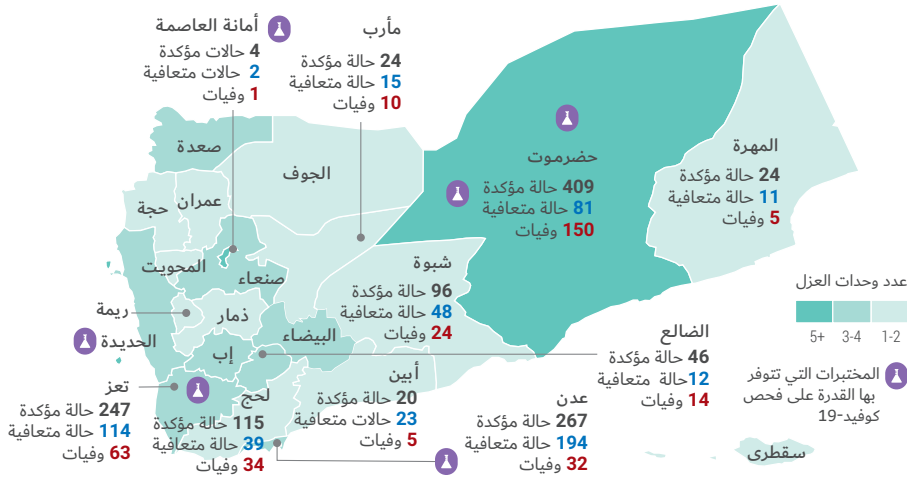 أمانة العاصمة
4 حالات مؤكدة
2 حالات متعافية
1 وفيات
مأرب
24 حالة مؤكدة
15 حالة متعافية
10 وفيات
صعدة
الجوف
عمران
حجة
المحويت
صنعاء
ريمة
ذمار
الحديدة
البيضاء
إب
حضرموت
409 حالة مؤكدة
81 حالة متعافية
150 وفيات
المهرة
24 حالة مؤكدة
11 حالة متعافية
5 وفيات
شبوة
96 حالة مؤكدة
48 حالة متعافية
24 وفيات
الضالع
46 حالة مؤكدة
12حالة متعافية
14 وفيات
تعز
247 حالة مؤكدة
114 حالة متعافية
63 وفيات
لحج
115 حالة مؤكدة
39 حالة متعافية
34 وفيات
أبين
20 حالة مؤكدة
23 حالات متعافية
5 وفيات
عدن
267 حالة مؤكدة
194 حالة متعافية
32 وفيات
عدد وحدات العزل
5+ 3-4 1-2
المختبرات التي تتوفر
بها القدرة على فحص
كوفيد-19
سقطرى